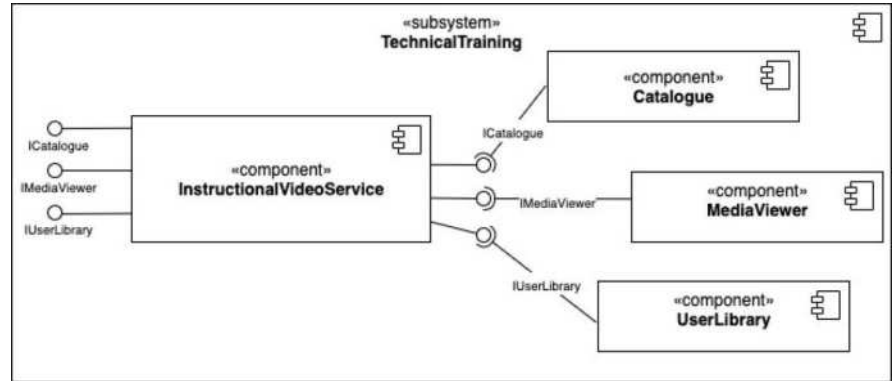 «subsystem»
TechnicalTraining
«component»
Catalogue
ICatalogue
ICatalogue
«component»
InstructionalVideoService
IMediaViewer
IMediaViewer
«component»
MediaViewer
IUserLibrary
IUserLibrary
«component»
UserLibrary